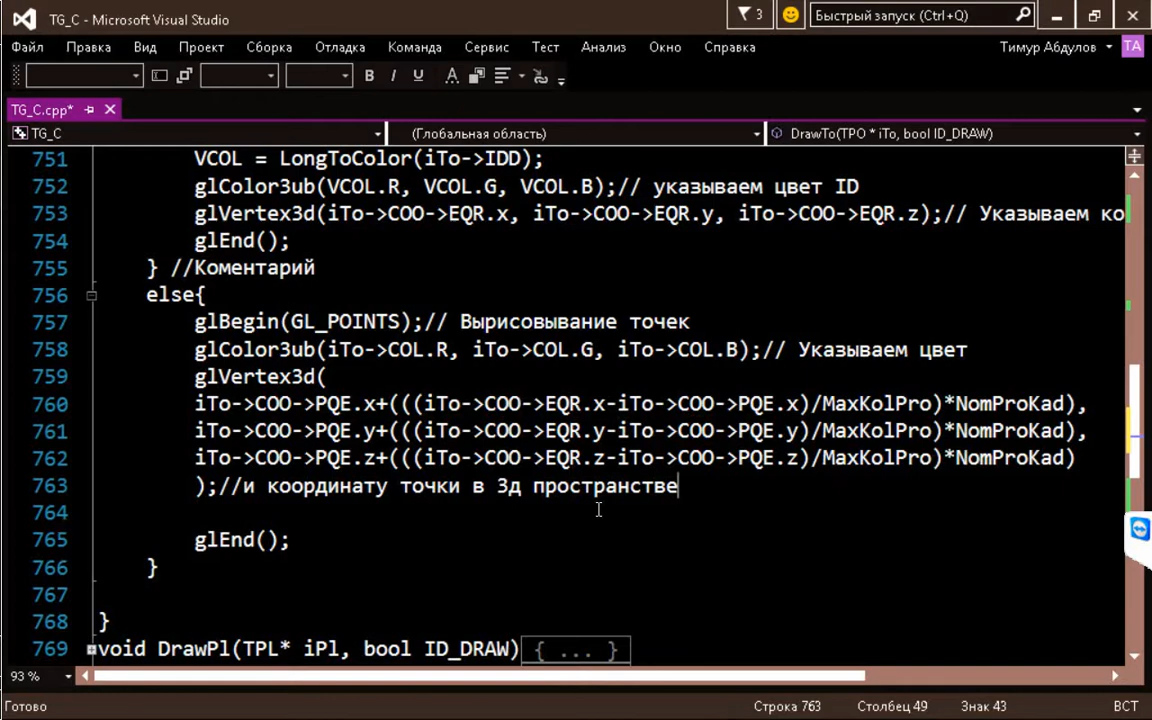 TG_C - Microsoft Visual Studio
3
Быстрый запуск (Ctrl+Q)
Файл Правка Вид Проект Сборка Отладка Команда Сервис Тест Анализ Окно Справка Тимур Абдулов ТА
B I U A
TG_C.cpp*
TG_C (Глобальная область) DrawTo(TPO * iTo, bool ID_DRAW)
751 VCOL = LongToColor(iTo->IDD);
752 glColor3ub(VCOL.R, VCOL.G, VCOL.B);// указываем цвет ID
753 glVertex3d(iTo->COO->EQR.x, iTo->COO->EQR.y, iTo->COO->EQR.z);// Указываем ко
754 glEnd();
755 } //Коментарий
756 else{
757 glBegin(GL_POINTS);// Вырисовывание точек
758 glColor3ub(iTo->COL.R, iTo->COL.G, iTo->COL.B);// Указываем цвет
759 glVertex3d(
760 iTo->COO->PQE.x+(((iTo->COO->EQR.x-iTo->COO->PQE.x)/MaxKolPro)*NomProKad),
761 iTo->COO->PQE.y+(((iTo->COO->EQR.y-iTo->COO->PQE.y)/MaxKolPro)*NomProKad),
762 iTo->COO->PQE.z+(((iTo->COO->EQR.z-iTo->COO->PQE.z)/MaxKolPro)*NomProKad)
763 );//и координату точки в 3д пространстве
764
765 glEnd();
766 }
767
768 }
769 void DrawPl(TPL* iPl, bool ID_DRAW){ ... }
93 %
Готово Строка 763 Столбец 49 Знак 43 ВСТ